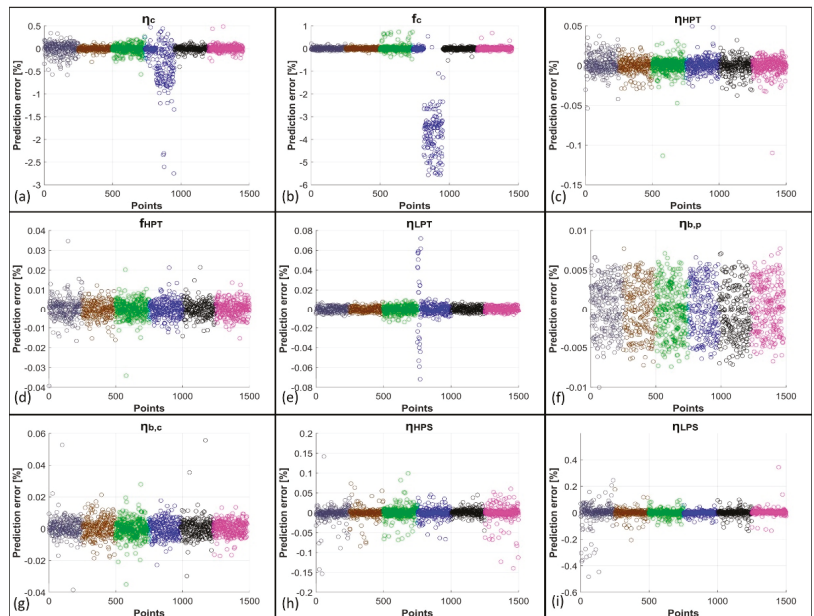 ηc
Prediction error [%]
0.5
0
-0.5
-1
-1.5
-2
-2.5
-3
0
500
1000
1500
Points
(a)
fc
Prediction error [%]
1
0
-1
-2
-3
-4
-5
-6
0
500
1000
1500
Points
(b)
ηHPT
Prediction error [%]
0.05
0
-0.05
-0.1
-0.15
0
500
1000
1500
Points
(c)
fHPT
Prediction error [%]
0.04
0.03
0.02
0.01
0
-0.01
-0.02
-0.03
0.04
0
500
1000
1500
Points
(d)
ηLPT
Prediction error [%]
0.08
0.06
0.04
0.02
0
-0.02
-0.04
-0.06
-0.08
0
500
1000
1500
Points
(e)
ηb,p
Prediction error [%]
0.01
0.005
0
-0.005
-0.01
0
500
1000
1500
Points
(f)
ηb,c
Prediction error [%]
0.06
0.04
0.02
0
-0.02
-0.04
0
500
1000
1500
Points
(g)
ηHPS
Prediction error [%]
0.2
0.15
0.1
0.05
0
-0.05
-0.1
-0.15
-0.2
0
500
1000
1500
Points
(h)
ηLPS
Prediction error [%]
0.4
0.2
0
-0.2
-0.4
-0.6
0
500
1000
1500
Points
(i)